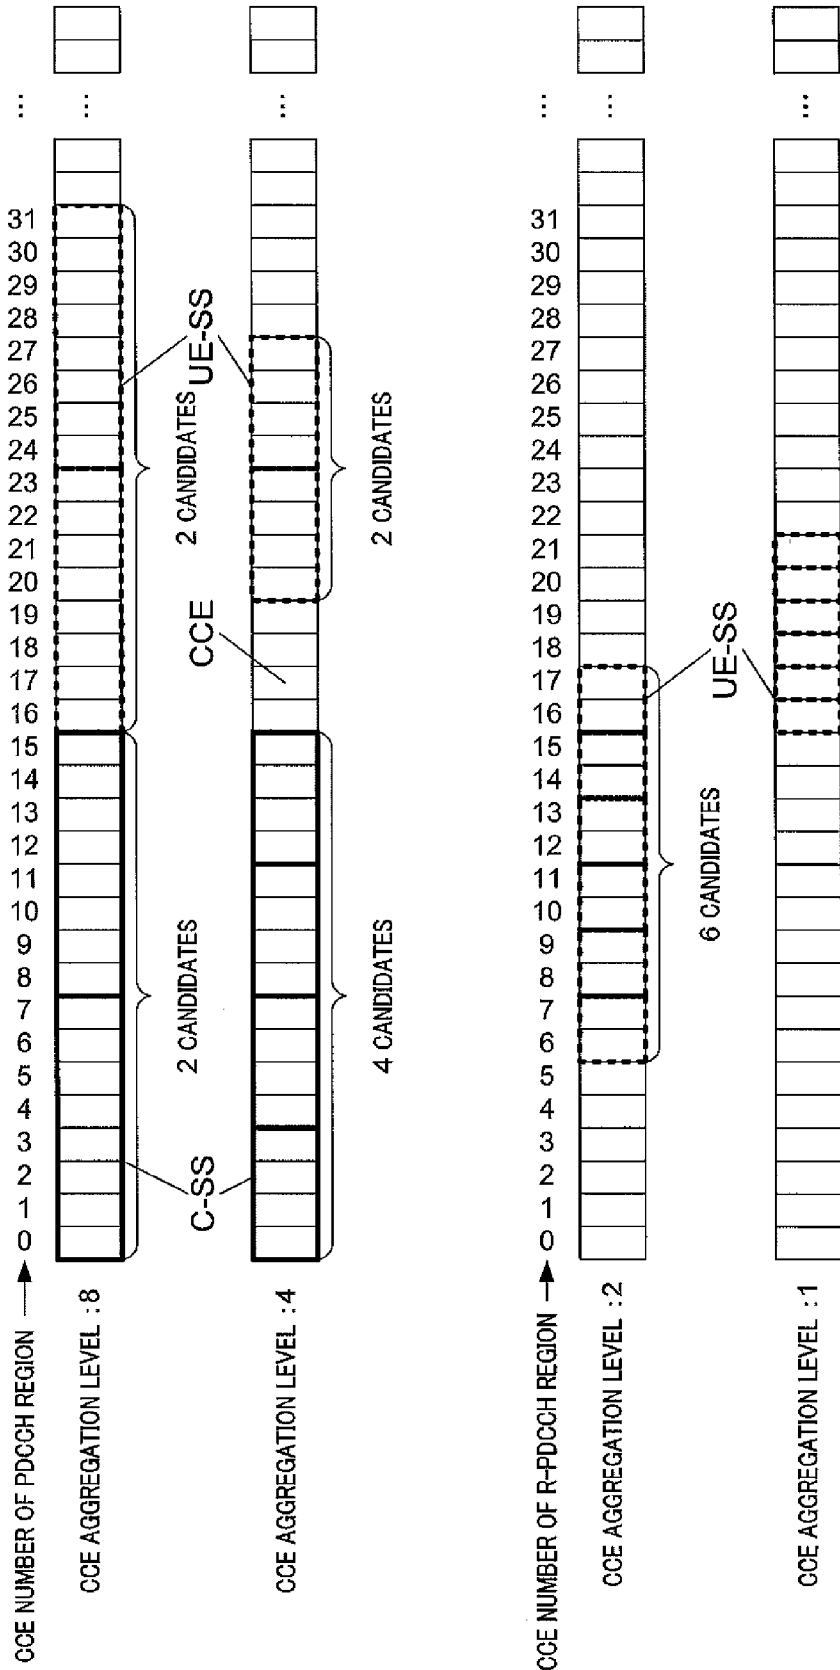 CCE NUMBER OF PDCCH REGION → 0 1 2 3 4 5 6 7 8 9 10 11 12 13 14 15 16 17 18 19 20 21 22 23 24 25 26 27 28 29 30 31 ...
CCE AGGREGATION LEVEL :8 ...
2 CANDIDATES 2 CANDIDATES
C-SS CCE UE-SS
CCE AGGREGATION LEVEL :4 ...
4 CANDIDATES 2 CANDIDATES
CCE NUMBER OF R-PDCCH REGION → 0 1 2 3 4 5 6 7 8 9 10 11 12 13 14 15 16 17 18 19 20 21 22 23 24 25 26 27 28 29 30 31 ...
CCE AGGREGATION LEVEL :2 ...
6 CANDIDATES UE-SS
CCE AGGREGATION LEVEL :1 ...